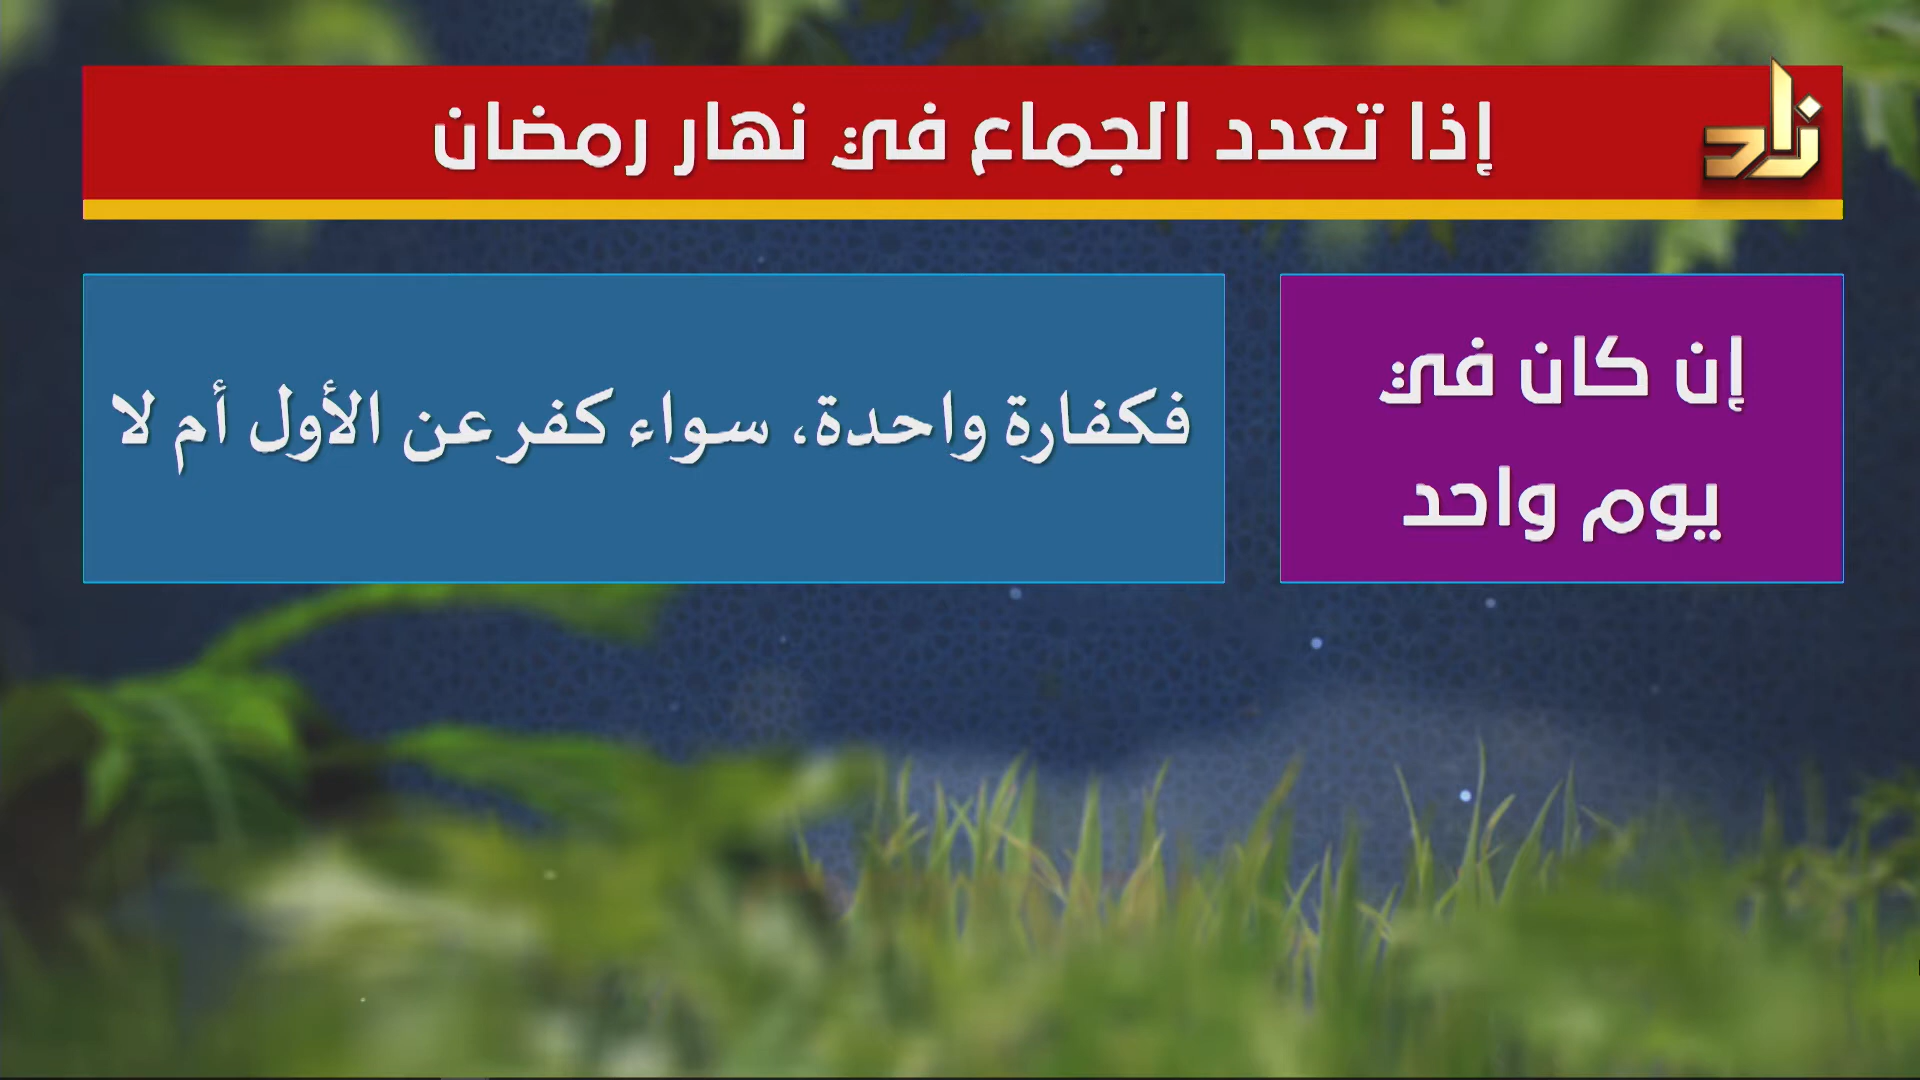 زاد
إذا تعدد الجماع في نهار رمضان
إن كان في
يوم واحد
فكفارة واحدة، سواء كفر عن الأول أم لا